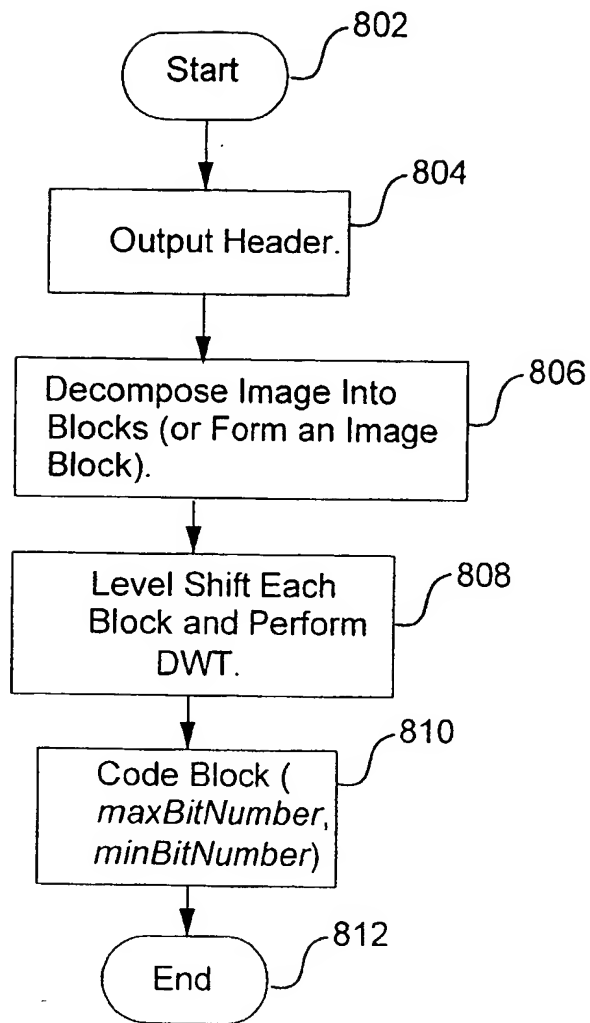 802
Start
804
Output Header.
806
Decompose Image Into
Blocks (or Form an Image
Block).
808
Level Shift Each
Block and Perform
DWT.
810
Code Block (
maxBitNumber,
minBitNumber)
812
End